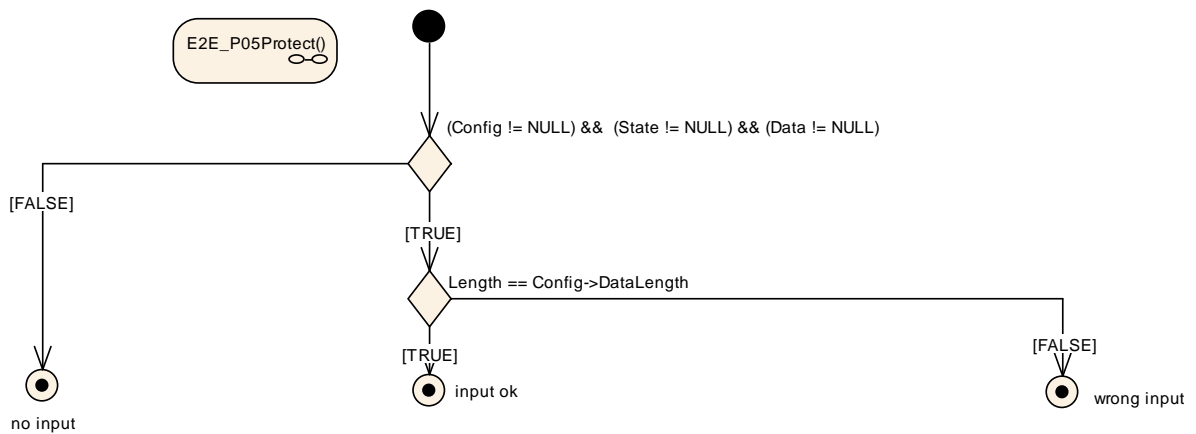 E2E_P05Protect()
(Config != NULL) && (State != NULL) && (Data != NULL)
[FALSE]
[TRUE]
Length == Config->DataLength
[TRUE]
[FALSE]
input ok
wrong input
no input